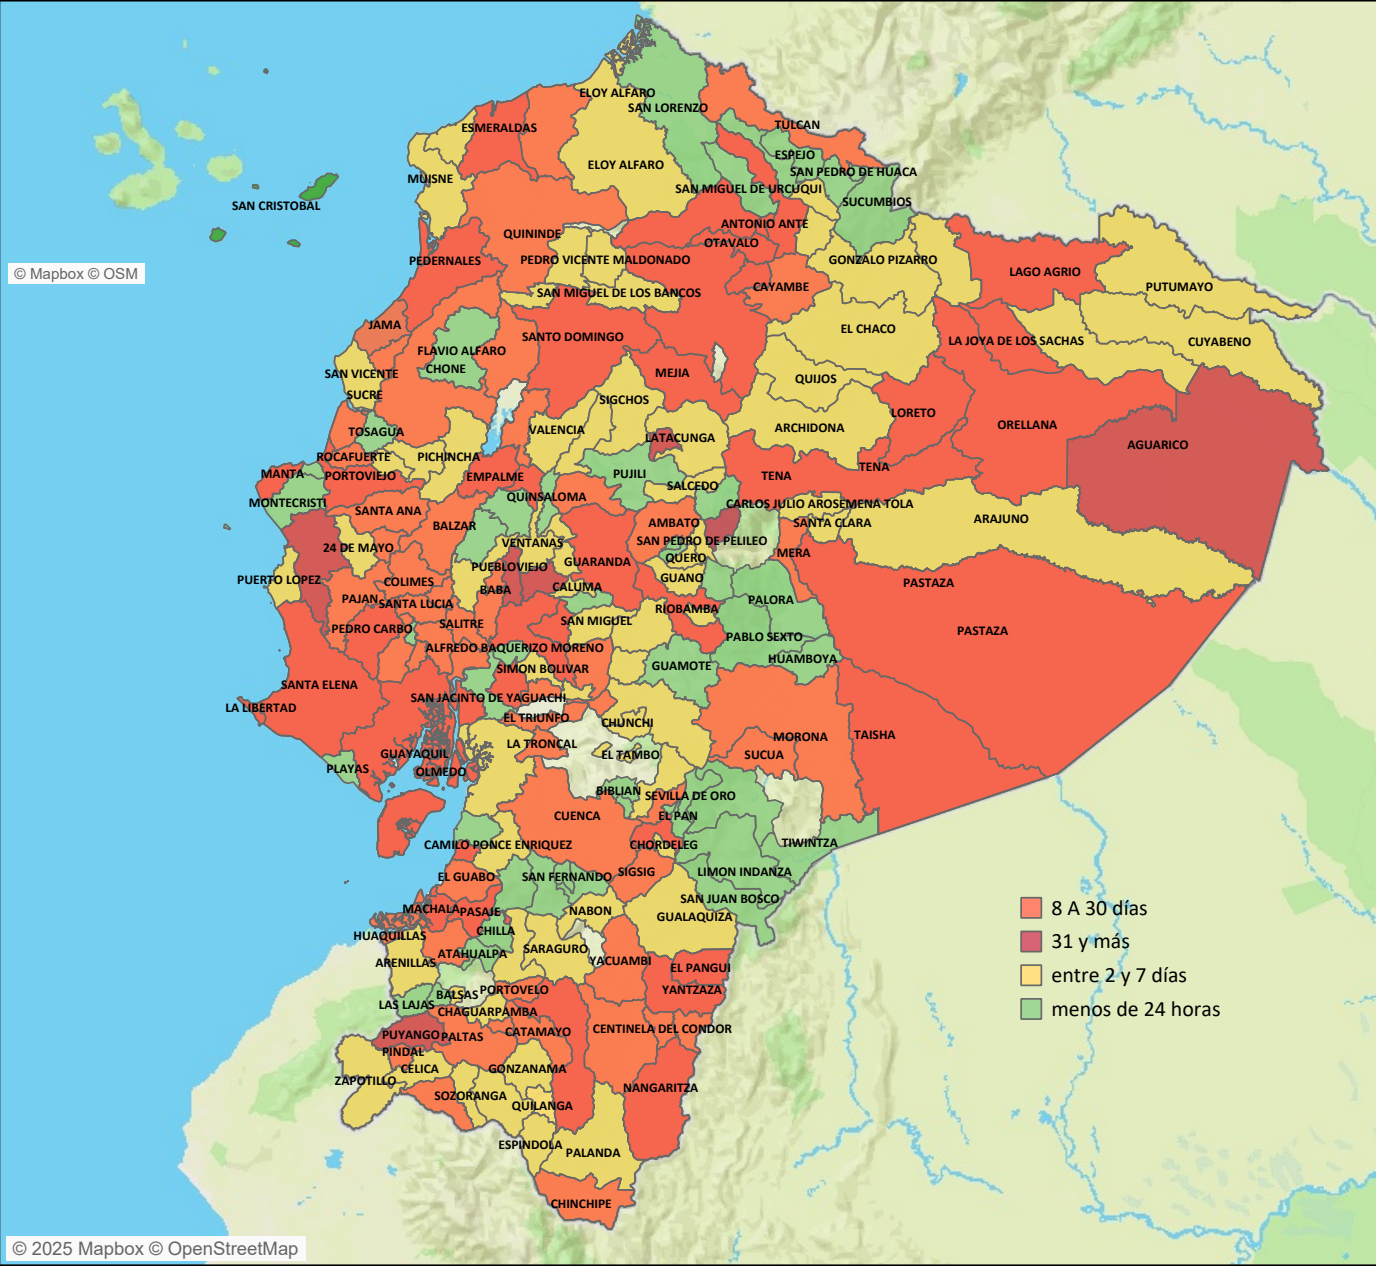 ELOY ALFARO
SAN LORENZO
ESMERALDAS
TULCAN
ESPEJO
ELOY ALFARO
SAN PEDRO DE HUACA
MUISNE
SAN MIGUEL DE URCUQUI
SUCUMBIOS
SAN CRISTOBAL
ANTONIO ANTE
QUININDE
OTAVALO
PEDERNALES
PEDRO VICENTE MALDONADO
GONZALO PIZARRO
LAGO AGRIO
© Mapbox © OSM
CAYAMBE
PUTUMAYO
SAN MIGUEL DE LOS BANCOS
JAMA
SANTO DOMINGO
EL CHACO
LA JOYA DE LOS SACHAS
CUYABENO
FLAVIO ALFARO
CHONE
SAN VICENTE
MEJIA
QUIJOS
SUCRE
SIGCHOS
LORETO
ORELLANA
TOSAGUA
VALENCIA
LATACUNGA
ARCHIDONA
AGUARICO
ROCAFUERTE
PICHINCHA
TENA
MANTA
PORTOVIEJO
EMPALME
PUJILI
TENA
SALCEDO
MONTECRISTI
QUINSALOMA
CARLOS JULIO AROSEMENA TOLA
SANTA ANA
BALZAR
AMBATO
SANTA CLARA
ARAJUNO
24 DE MAYO
VENTANAS
SAN PEDRO DE PELILEO
MERA
PUEBLOVIEJO
GUARANDA
QUERO
PUERTO LOPEZ
COLIMES
BABA
CALUMA
GUANO
PASTAZA
PAJAN
SANTA LUCIA
RIOBAMBA
PALORA
PEDRO CARBO
SALITRE
SAN MIGUEL
PABLO SEXTO
PASTAZA
ALFREDO BAQUERIZO MORENO
SIMON BOLIVAR
GUAMOTE
HUAMBOYA
SANTA ELENA
SAN JACINTO DE YAGUACHI
LA LIBERTAD
EL TRIUNFO
CHUNCHI
MORONA
TAISHA
GUAYAQUIL
LA TRONCAL
EL TAMBO
SUCUA
PLAYAS
OLMEDO
BIBLIAN
SEVILLA DE ORO
CUENCA
EL PAN
CAMILO PONCE ENRIQUEZ
CHORDELEG
TIWINTZA
EL GUABO
SAN FERNANDO
SIGSIG
LIMON INDANZA
SAN JUAN BOSCO
MACHALA
PASAJE
NABON
GUALAQUIZA
8 A 30 días
HUAQUILLAS
CHILLA
31 y más
ARENILLAS
ATAHUALPA
SARAGURO
YACUAMBI
EL PANGUI
entre 2 y 7 días
LAS LAJAS
BALSAS
PORTOVELO
YANTZAZA
menos de 24 horas
CHAGUARPAMBA
PUYANGO
PALTAS
CATAMAYO
CENTINELA DEL CONDOR
PINDAL
CELICA
GONZANAMA
ZAPOTILLO
SOZORANGA
QUILANGA
NANGARITZA
ESPINDOLA
PALANDA
CHINCHIPE
© 2025 Mapbox © OpenStreetMap